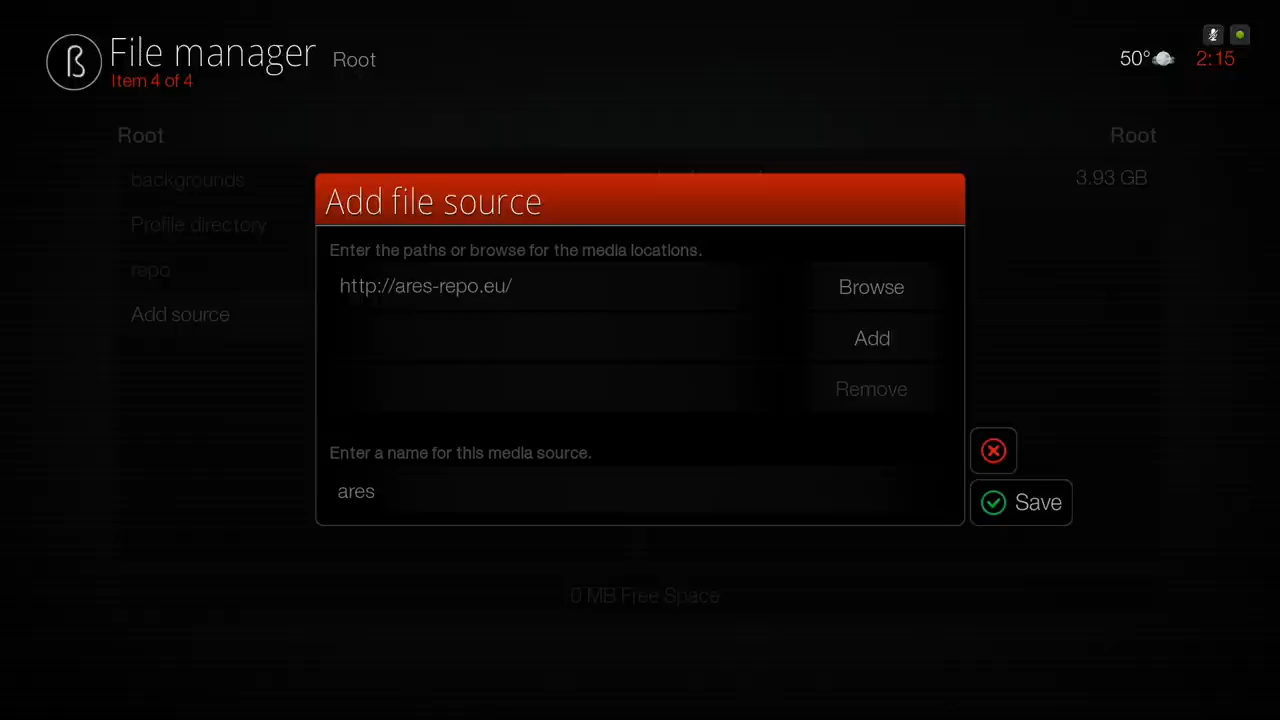 ß File manager Root
Item 4 of 4
50° 2:15
Root Root
backgrounds 3.93 GB
Profile directory
repo
Add source
Add file source
Enter the paths or browse for the media locations.
http://ares-repo.eu/ Browse
Add
Remove
Enter a name for this media source.
ares
Save
0 MB Free Space